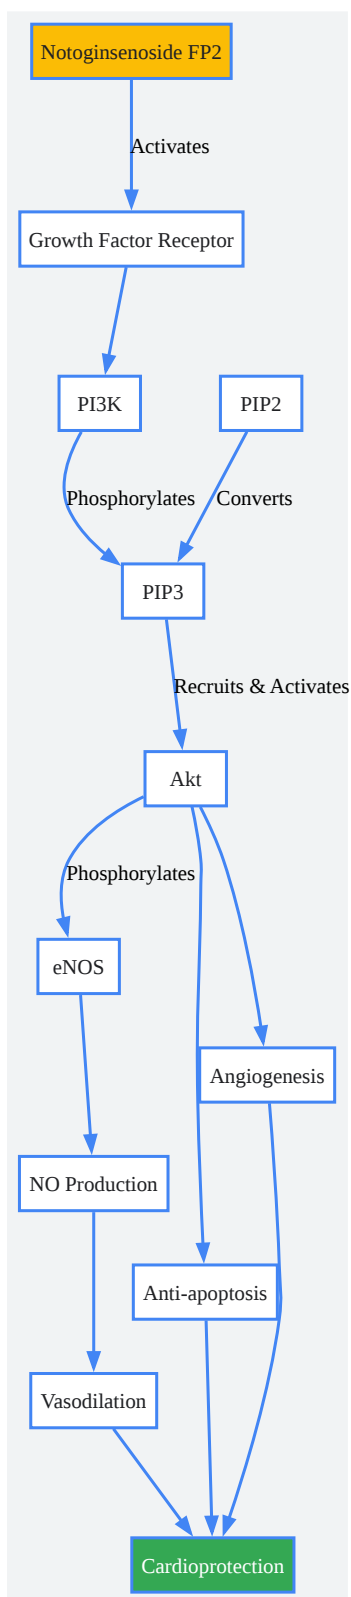 Notoginsenoside FP2
Activates
Growth Factor Receptor
PI3K
PIP2
Phosphorylates
Converts
PIP3
Recruits & Activates
Akt
Phosphorylates
eNOS
Angiogenesis
NO Production
Anti-apoptosis
Vasodilation
Cardioprotection